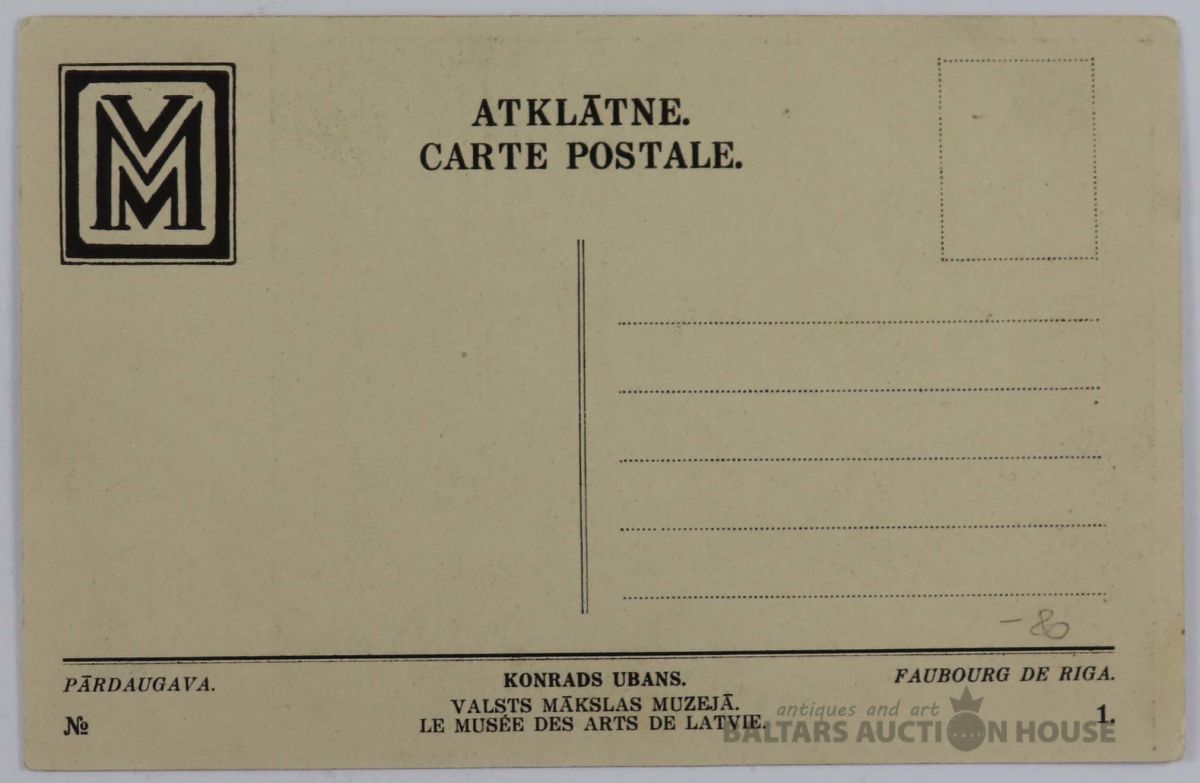 VMM
ATKLĀTNE.
CARTE POSTALE.
–80
PĀRDAUGAVA.
KONRADS UBANS.
FAUBOURG DE RIGA.
VALSTS MĀKSLAS MUZEJĀ.
№
LE MUSÉE DES ARTS DE LATVIE.
1.
antiques and art
BALTARS AUCTION HOUSE